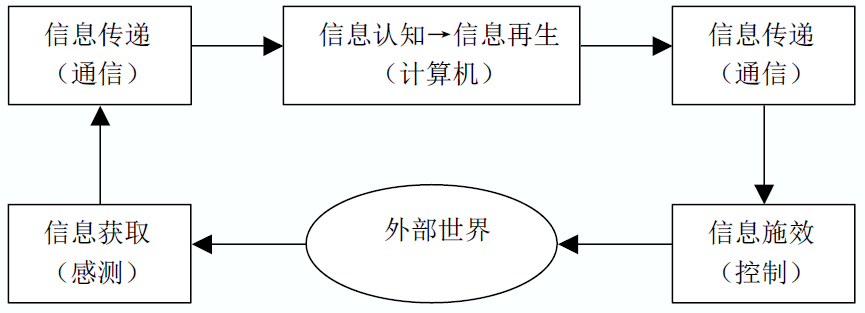 信息传递
（通信）
信息认知→信息再生
（计算机）
信息传递
（通信）
信息获取
（感测）
外部世界
信息施效
（控制）